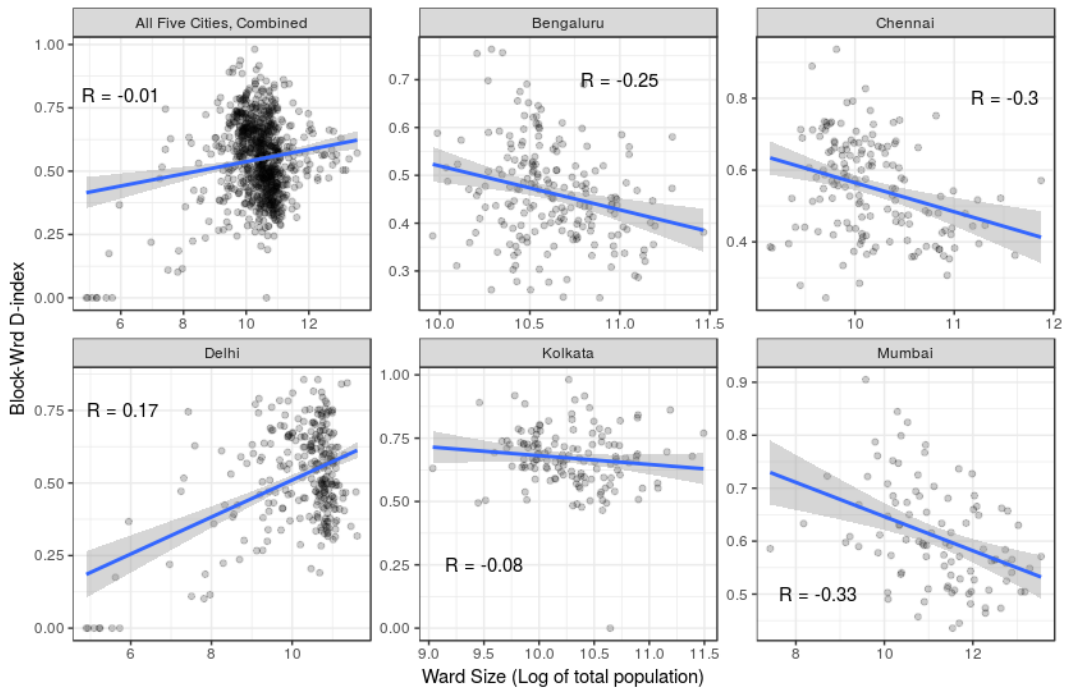 All Five Cities, Combined
Bengaluru
Chennai
R = -0.01
R = -0.25
R = -0.3
1.00
0.75
0.50
0.25
0.00
0.7
0.6
0.5
0.4
0.3
0.8
0.6
0.4
6 8 10 12
10.0 10.5 11.0 11.5
10 11 12
Block-Wrd D-index
Delhi
Kolkata
Mumbai
R = 0.17
R = -0.08
R = -0.33
0.75
0.50
0.25
0.00
1.00
0.75
0.50
0.25
0.00
0.9
0.8
0.7
0.6
0.5
6 8 10
9.0 9.5 10.0 10.5 11.0 11.5
8 10 12
Ward Size (Log of total population)